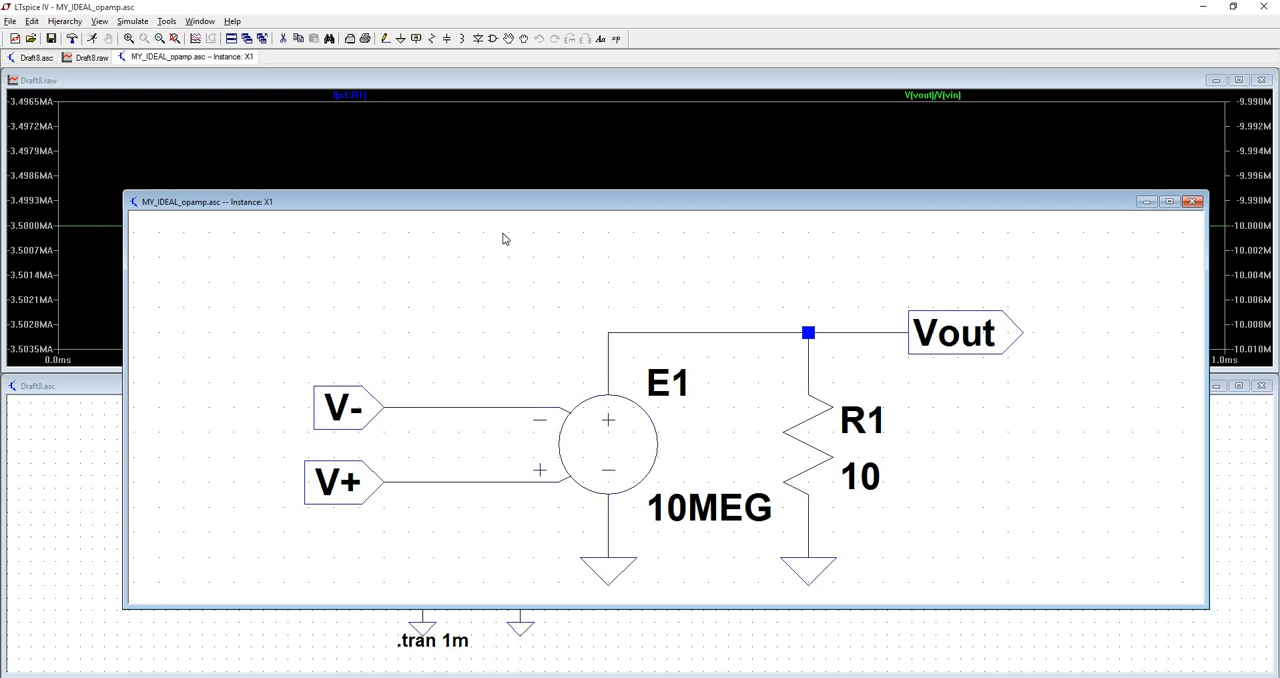 LTspice IV - MY_IDEAL_opamp.asc
File Edit Hierarchy View Simulate Tools Window Help
Draft8.asc Draft8.raw MY_IDEAL_opamp.asc -- Instance: X1
Draft8.raw
I(x1:R1) V(vout)/V(vin)
-3.4965MA -9.990M
-3.4972MA -9.992M
-3.4979MA -9.994M
-3.4986MA -9.996M
-3.4993MA -9.998M
-3.5000MA -10.000M
-3.5007MA -10.002M
-3.5014MA -10.004M
-3.5021MA -10.006M
-3.5028MA -10.008M
-3.5035MA -10.010M
0.0ms 1.0ms
MY_IDEAL_opamp.asc -- Instance: X1
Vout
E1
V-
R1
V+
10
10MEG
Draft8.asc
.tran 1m